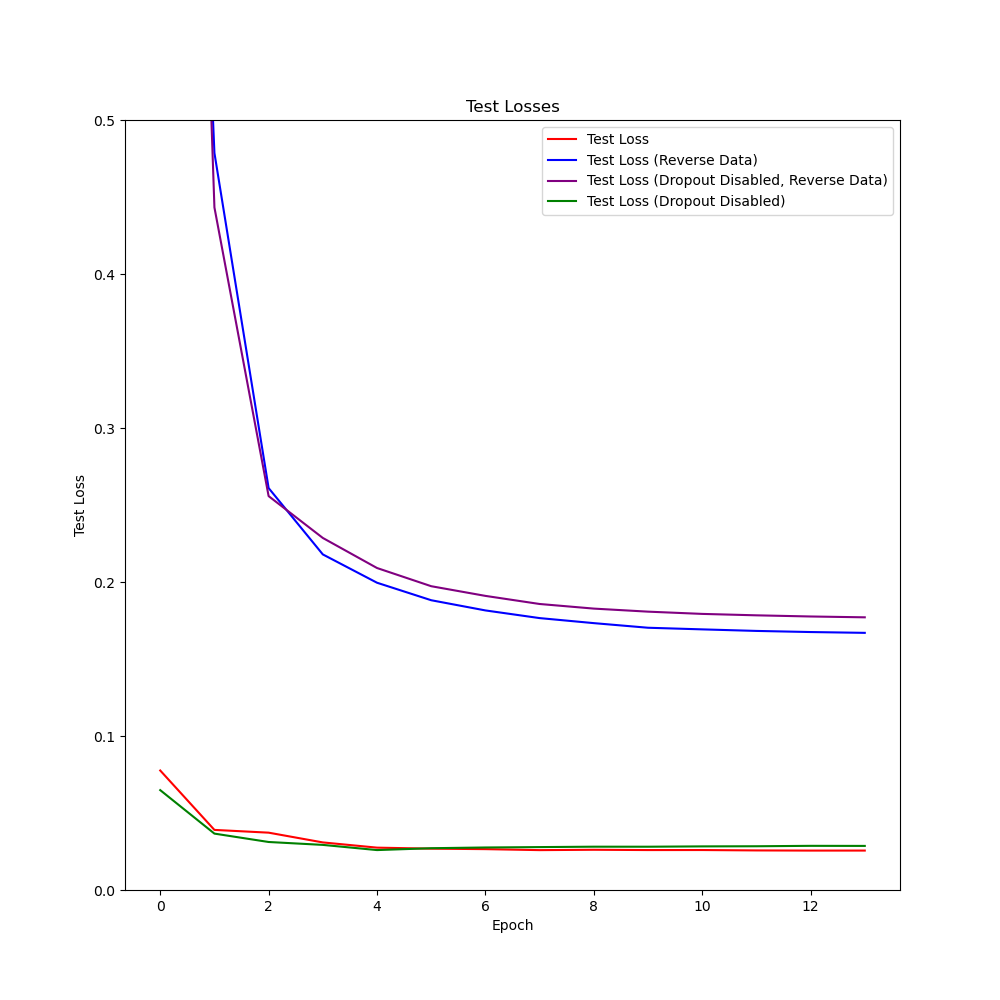 Test Losses
0.5
0.4
0.3
0.2
0.1
0.0
Test Loss
Test Loss
Test Loss (Reverse Data)
Test Loss (Dropout Disabled, Reverse Data)
Test Loss (Dropout Disabled)
0 2 4 6 8 10 12
Epoch